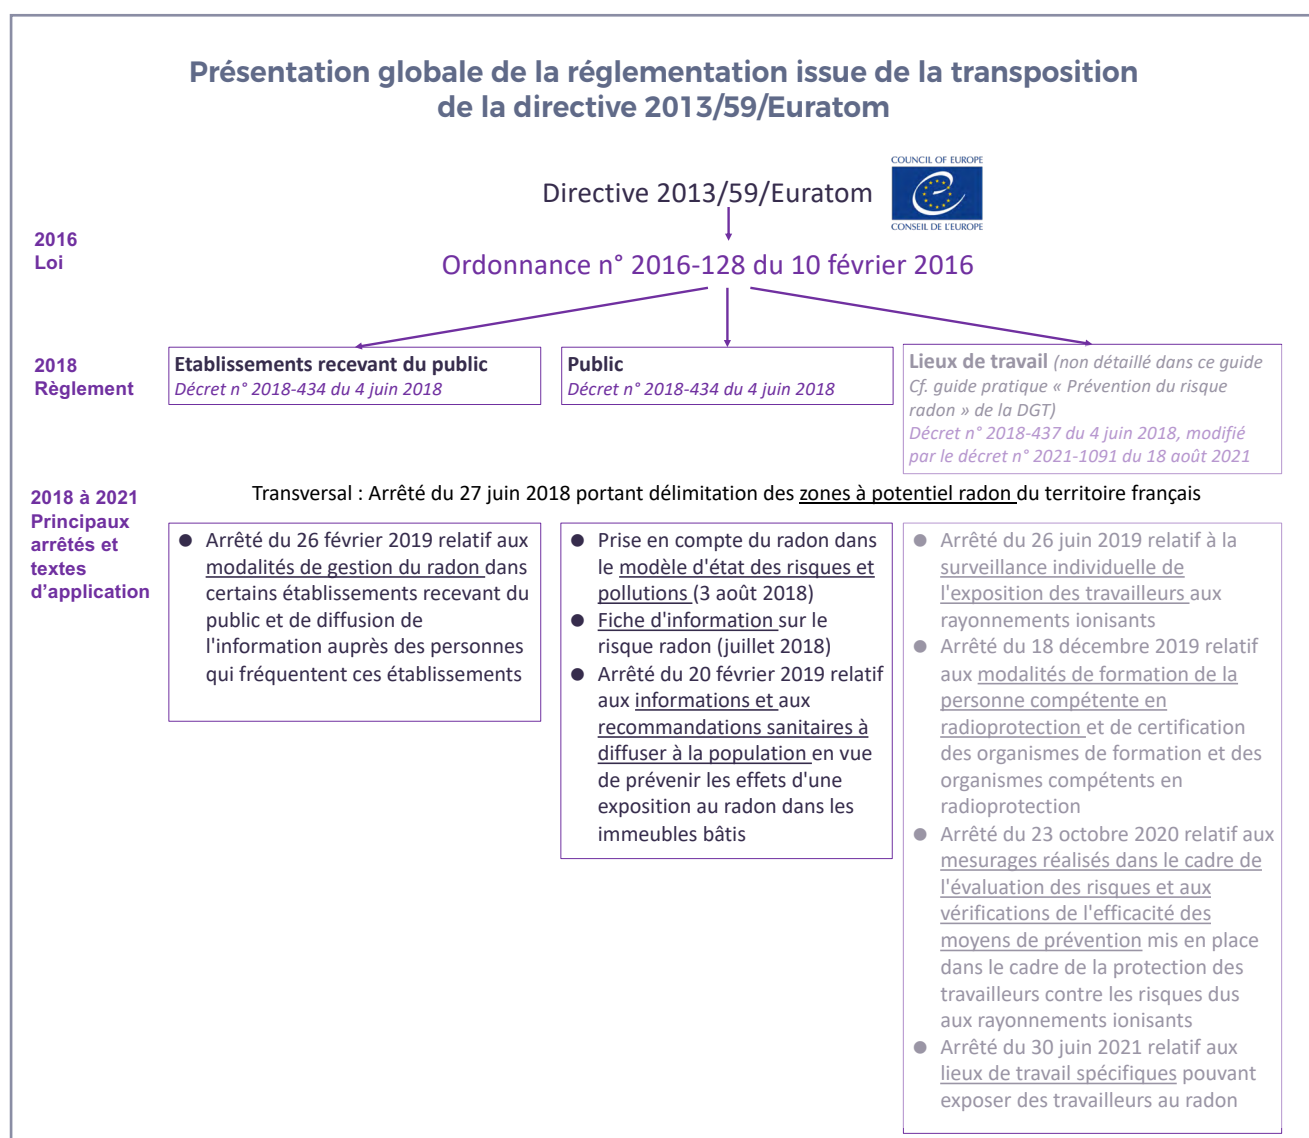 Présentation globale de la réglementation issue de la transposition
de la directive 2013/59/Euratom
COUNCIL OF EUROPE
CONSEIL DE L'EUROPE
Directive 2013/59/Euratom
2016
Loi
Ordonnance n° 2016-128 du 10 février 2016
2018
Règlement
Etablissements recevant du public
Décret n° 2018-434 du 4 juin 2018
Public
Décret n° 2018-434 du 4 juin 2018
Lieux de travail (non détaillé dans ce guide
Cf. guide pratique « Prévention du risque
radon » de la DGT)
Décret n° 2018-437 du 4 juin 2018, modifié
par le décret n° 2021-1091 du 18 août 2021
2018 à 2021
Principaux
arrêtés et
textes
d'application
Transversal : Arrêté du 27 juin 2018 portant délimitation des zones à potentiel radon du territoire français
● Arrêté du 26 février 2019 relatif aux
modalités de gestion du radon dans
certains établissements recevant du
public et de diffusion de
l'information auprès des personnes
qui fréquentent ces établissements
● Prise en compte du radon dans
le modèle d'état des risques et
pollutions (3 août 2018)
● Fiche d'information sur le
risque radon (juillet 2018)
● Arrêté du 20 février 2019 relatif
aux informations et aux
recommandations sanitaires à
diffuser à la population en vue
de prévenir les effets d'une
exposition au radon dans les
immeubles bâtis
● Arrêté du 26 juin 2019 relatif à la
surveillance individuelle de
l'exposition des travailleurs aux
rayonnements ionisants
● Arrêté du 18 décembre 2019 relatif
aux modalités de formation de la
personne compétente en
radioprotection et de certification
des organismes de formation et des
organismes compétents en
radioprotection
● Arrêté du 23 octobre 2020 relatif aux
mesurages réalisés dans le cadre de
l'évaluation des risques et aux
vérifications de l'efficacité des
moyens de prévention mis en place
dans le cadre de la protection des
travailleurs contre les risques dus
aux rayonnements ionisants
● Arrêté du 30 juin 2021 relatif aux
lieux de travail spécifiques pouvant
exposer des travailleurs au radon